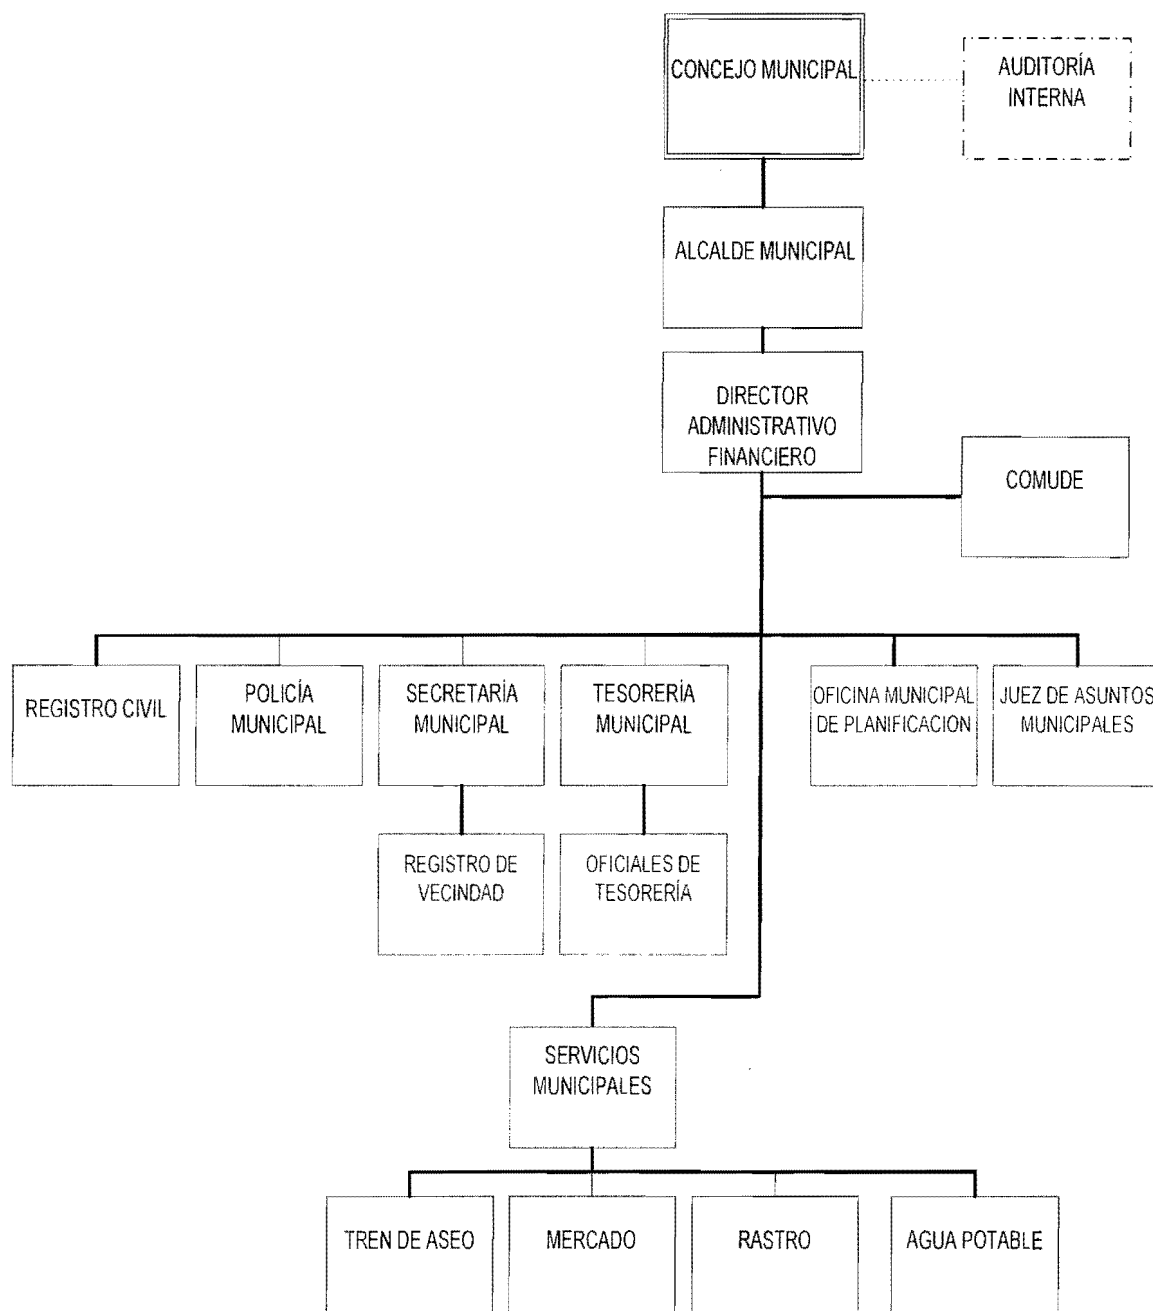 CONCEJO MUNICIPAL
AUDITORÍA
INTERNA
ALCALDE MUNICIPAL
DIRECTOR
ADMINISTRATIVO
FINANCIERO
COMUDE
REGISTRO CIVIL
POLICÍA
MUNICIPAL
SECRETARÍA
MUNICIPAL
TESORERÍA
MUNICIPAL
OFICINA MUNICIPAL
DE PLANIFICACION
JUEZ DE ASUNTOS
MUNICIPALES
REGISTRO DE
VECINDAD
OFICIALES DE
TESORERÍA
SERVICIOS
MUNICIPALES
TREN DE ASEO
MERCADO
RASTRO
AGUA POTABLE